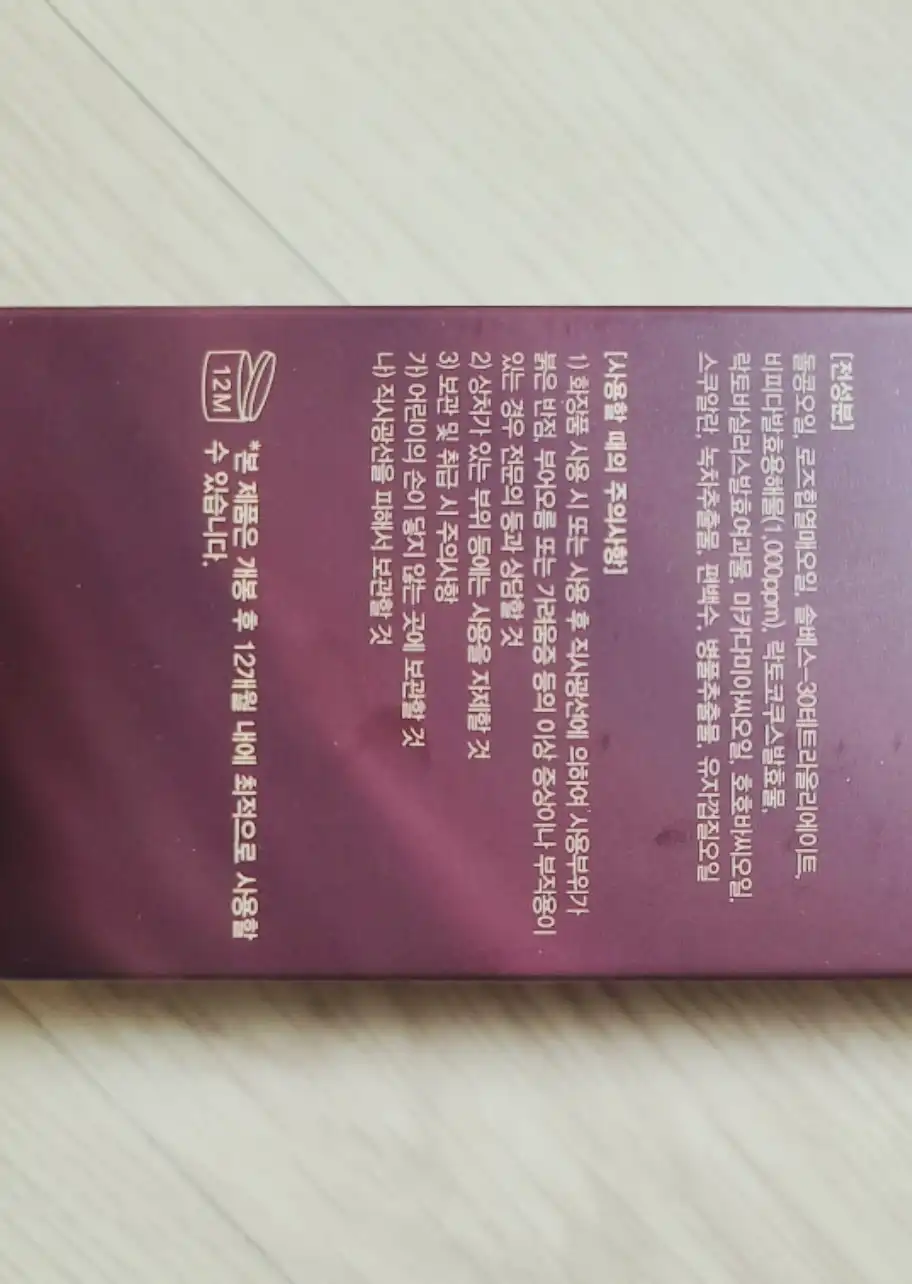 [전성분]
돌콩오일, 로즈힙열매오일, 솔베스-30테트라올리에이트,
비피다발효용해물(1,000ppm), 락토코쿠스발효물,
락토바실러스발효여과물, 마카다미아씨오일, 호호바씨오일,
스쿠알란, 녹차추출물, 편백수, 병풀추출물, 유자껍질오일
[사용할 때의 주의사항]
1) 화장품 사용 시 또는 사용 후 직사광선에 의하여 사용부위가
붉은 반점, 부어오름 또는 가려움증 등의 이상 증상이나 부작용이
있는 경우 전문의 등과 상담할 것
2) 상처가 있는 부위 등에는 사용을 자제할 것
3) 보관 및 취급 시 주의사항
가) 어린이의 손이 닿지 않는 곳에 보관할 것
나) 직사광선을 피해서 보관할 것
12M
*본 제품은 개봉 후 12개월 내에 최적으로 사용할
수 있습니다.